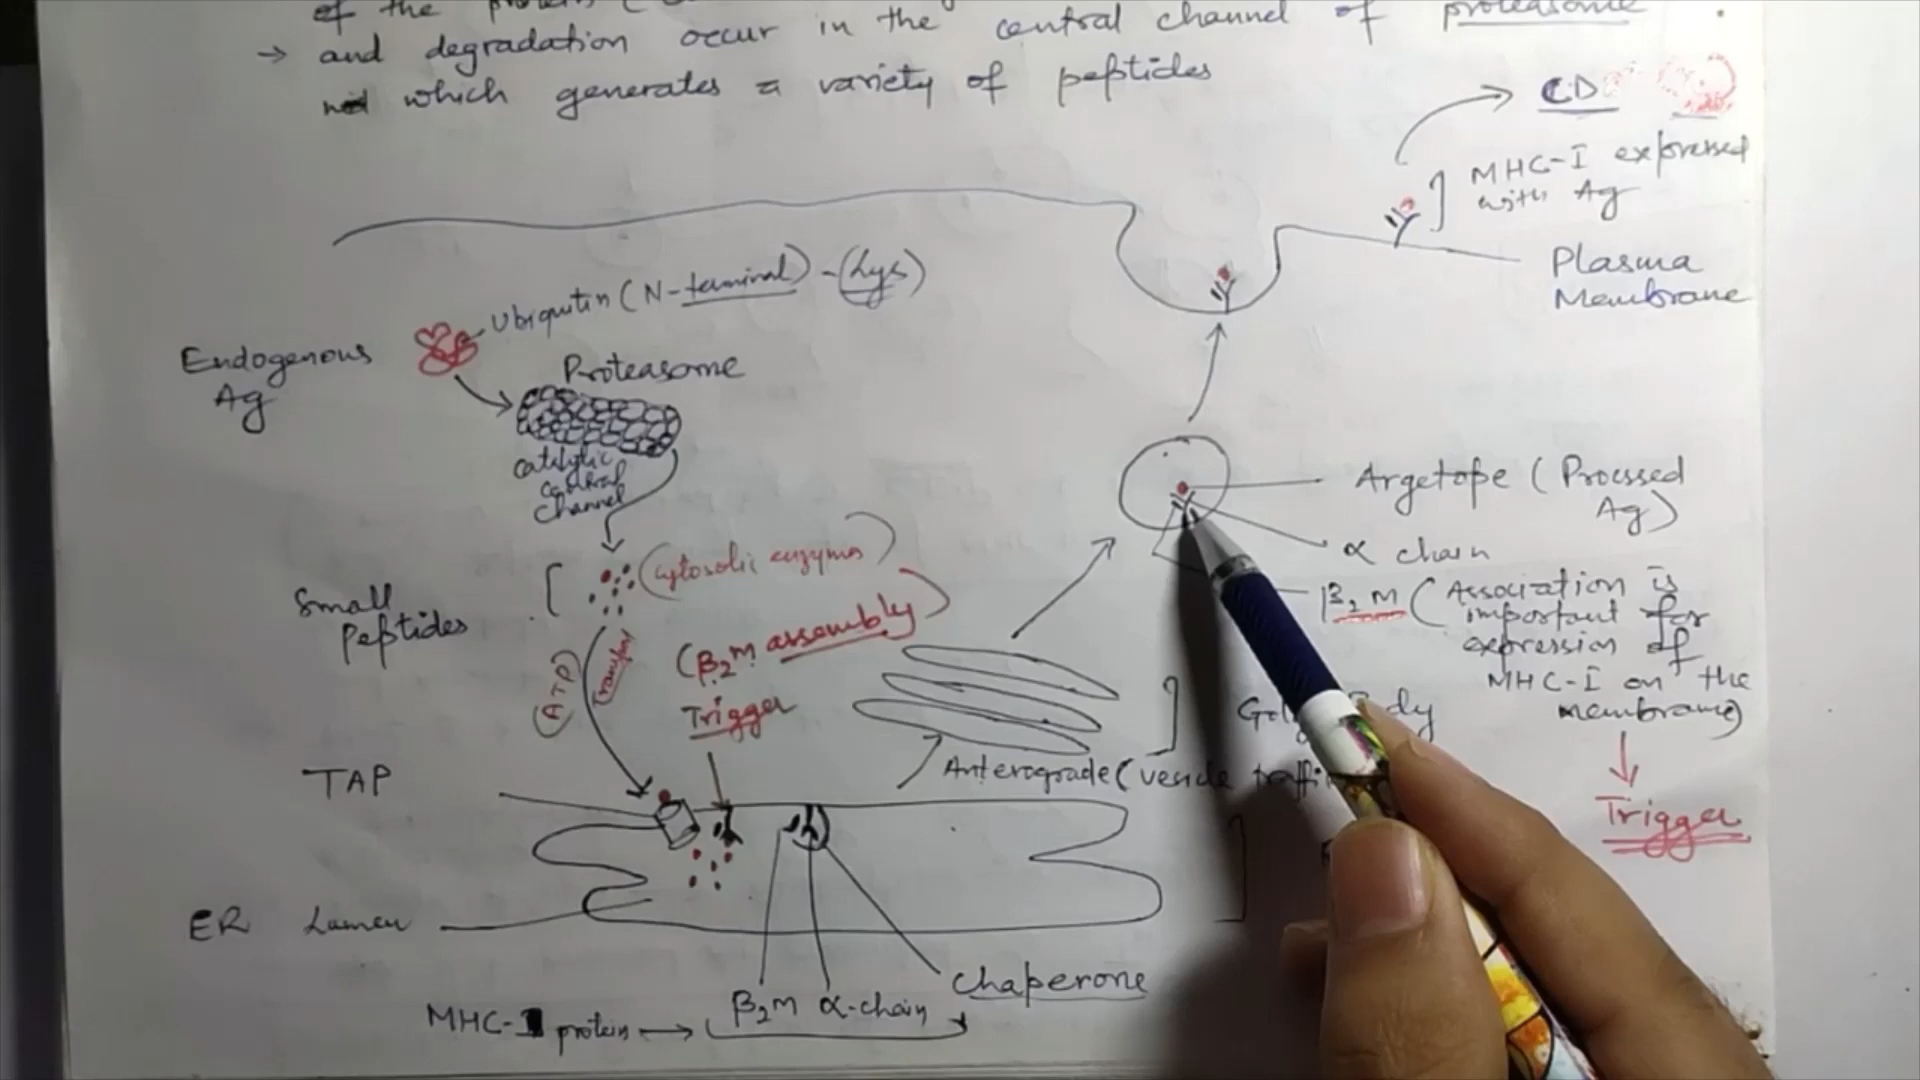 of the
→ and degradation occur in the central channel of proteasome
which generates a variety of peptides
CD
MHC-I expressed
with Ag
Plasma
Membrane
Ubiquitin (N-terminal) - (Lys)
Endogenous
Ag
Proteasome
Catalytic
central
channel
Argetope (Procssed
Ag)
α chain
β₂M (Association is
important for
expression of
MHC-I on the
membrane)
Trigger
(cytosolic enzymes)
Small
Peptides
(ATP)
(β₂M assembly)
Trigger
Anterograde (vesicle
TAP
ER Lumen
Chaperone
β₂M α-chain
MHC-I protein →